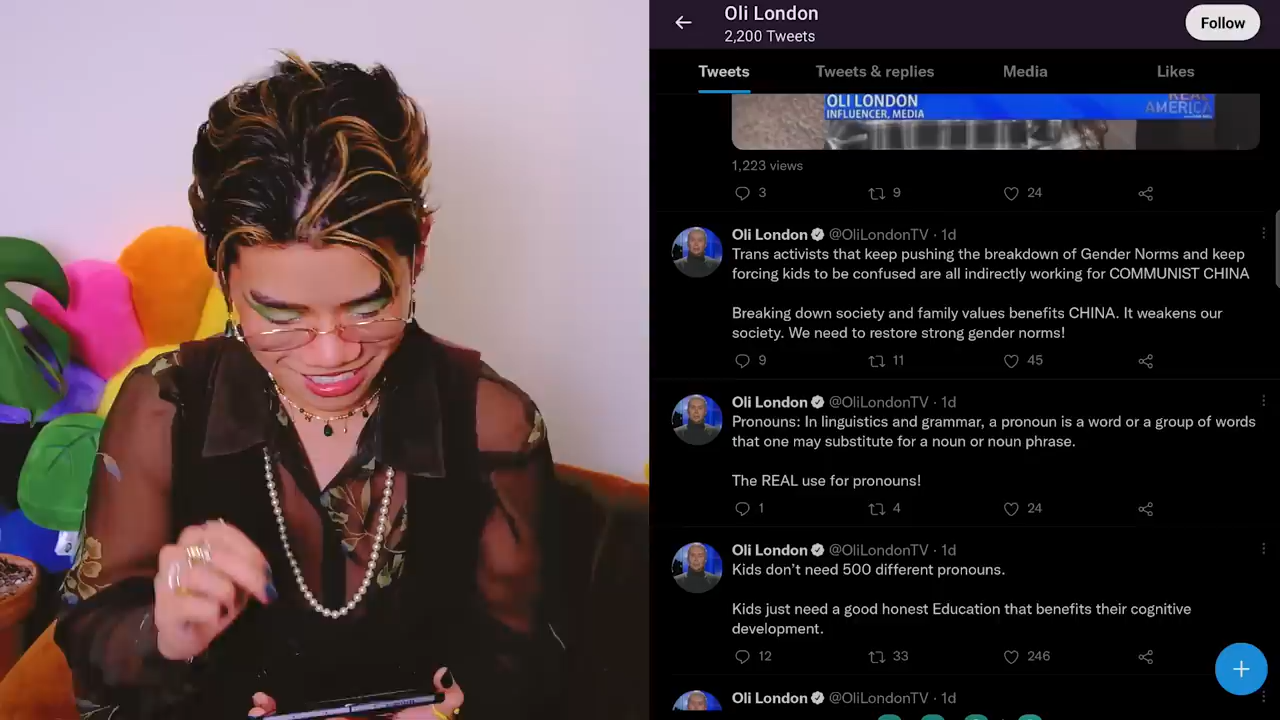 Oli London
2,200 Tweets
Follow
Tweets
Tweets & replies
Media
Likes
OLI LONDON
INFLUENCER, MEDIA
REAL
AMERICA
1,223 views
3
9
24
Oli London @OliLondonTV · 1d
Trans activists that keep pushing the breakdown of Gender Norms and keep
forcing kids to be confused are all indirectly working for COMMUNIST CHINA
Breaking down society and family values benefits CHINA. It weakens our
society. We need to restore strong gender norms!
9
11
45
Oli London @OliLondonTV · 1d
Pronouns: In linguistics and grammar, a pronoun is a word or a group of words
that one may substitute for a noun or noun phrase.
The REAL use for pronouns!
1
4
24
Oli London @OliLondonTV · 1d
Kids don't need 500 different pronouns.
Kids just need a good honest Education that benefits their cognitive
development.
12
33
246
Oli London @OliLondonTV · 1d